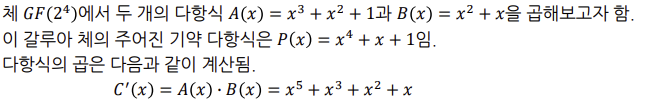 체 𝐺𝐹(2⁴)에서 두 개의 다항식 𝐴(𝑥) = 𝑥³ + 𝑥² + 1과 𝐵(𝑥) = 𝑥² + 𝑥을 곱해보고자 함.
이 갈루아 체의 주어진 기약 다항식은 𝑃(𝑥) = 𝑥⁴ + 𝑥 + 1임.
다항식의 곱은 다음과 같이 계산됨.
𝐶′(𝑥) = 𝐴(𝑥) · 𝐵(𝑥) = 𝑥⁵ + 𝑥³ + 𝑥² + 𝑥